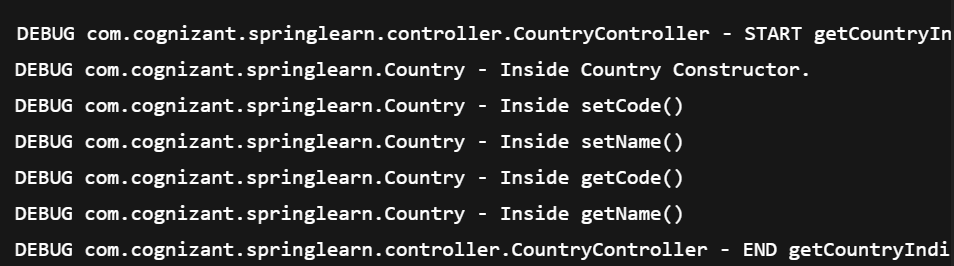 DEBUG com.cognizant.springlearn.controller.CountryController - START getCountryIn
DEBUG com.cognizant.springlearn.Country - Inside Country Constructor.
DEBUG com.cognizant.springlearn.Country - Inside setCode()
DEBUG com.cognizant.springlearn.Country - Inside setName()
DEBUG com.cognizant.springlearn.Country - Inside getCode()
DEBUG com.cognizant.springlearn.Country - Inside getName()
DEBUG com.cognizant.springlearn.controller.CountryController - END getCountryIndi